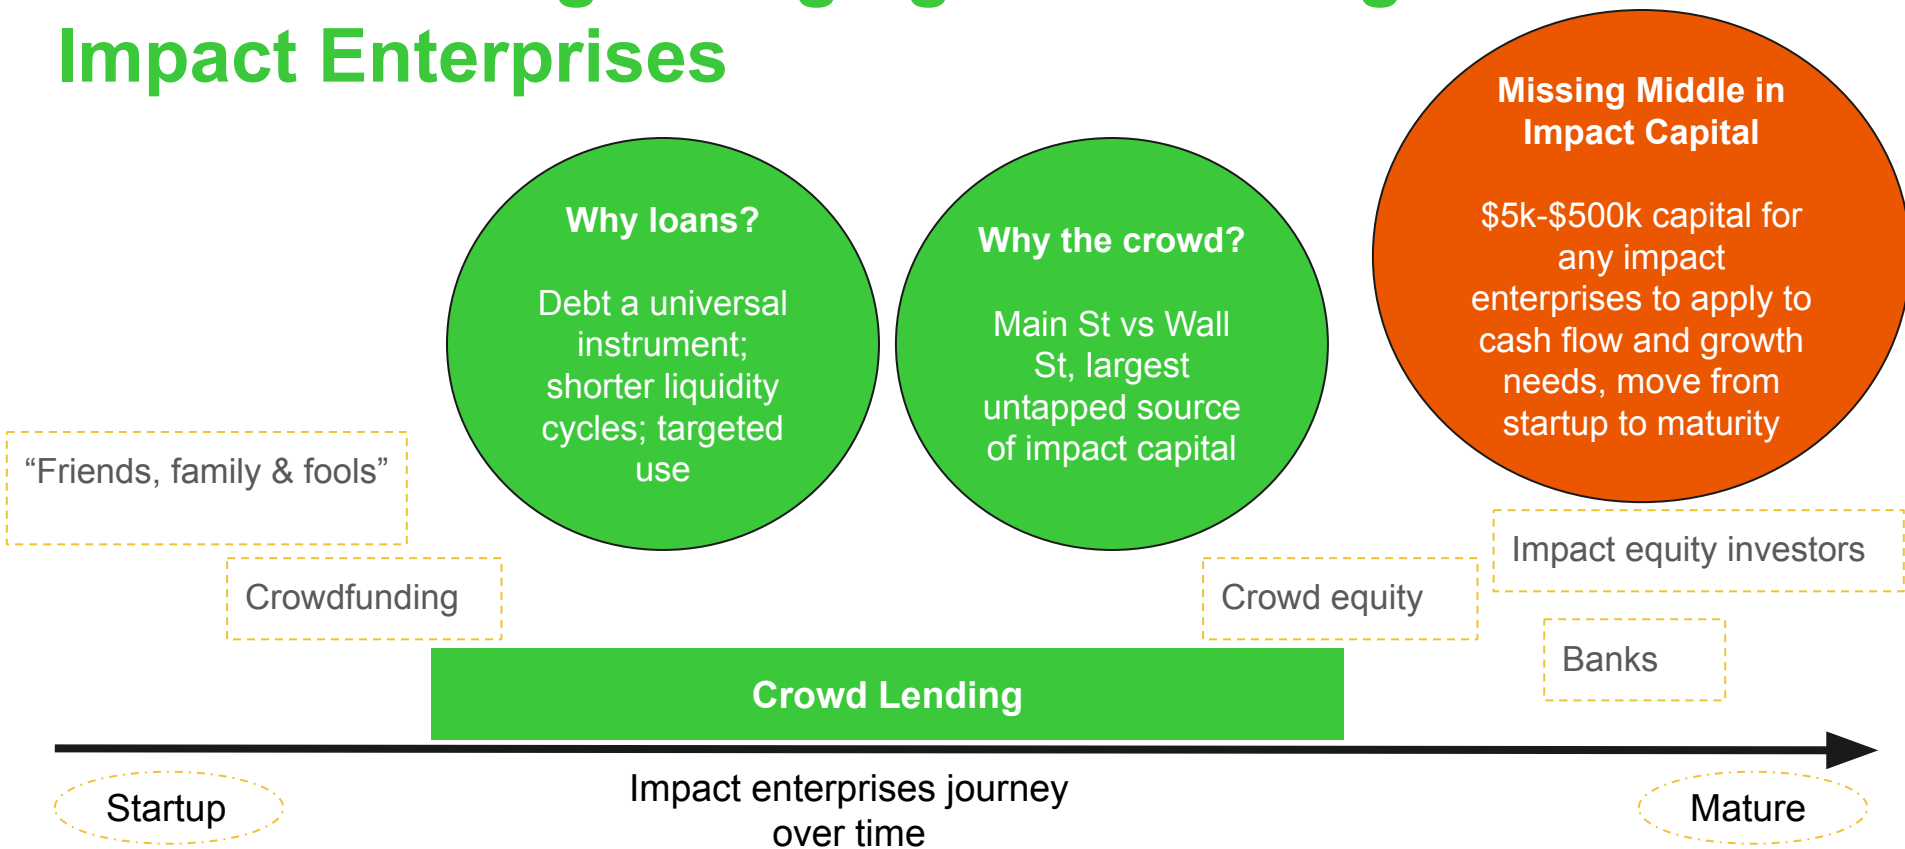 Impact Enterprises
Missing Middle in
Impact Capital
$5k-$500k capital for
any impact
enterprises to apply to
cash flow and growth
needs, move from
startup to maturity
Why loans?
Debt a universal
instrument;
shorter liquidity
cycles; targeted
use
Why the crowd?
Main St vs Wall
St, largest
untapped source
of impact capital
“Friends, family & fools”
Crowdfunding
Crowd equity
Impact equity investors
Banks
Crowd Lending
Startup
Impact enterprises journey
over time
Mature